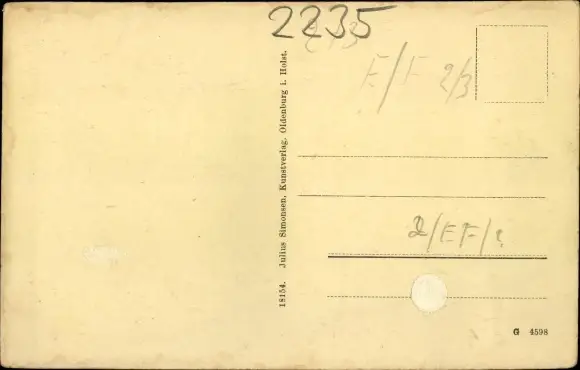 2235
E/F 2/3
18154. Julius Simonsen. Kunstverlag. Oldenburg i. Holst.
2/EF/2
G 4598